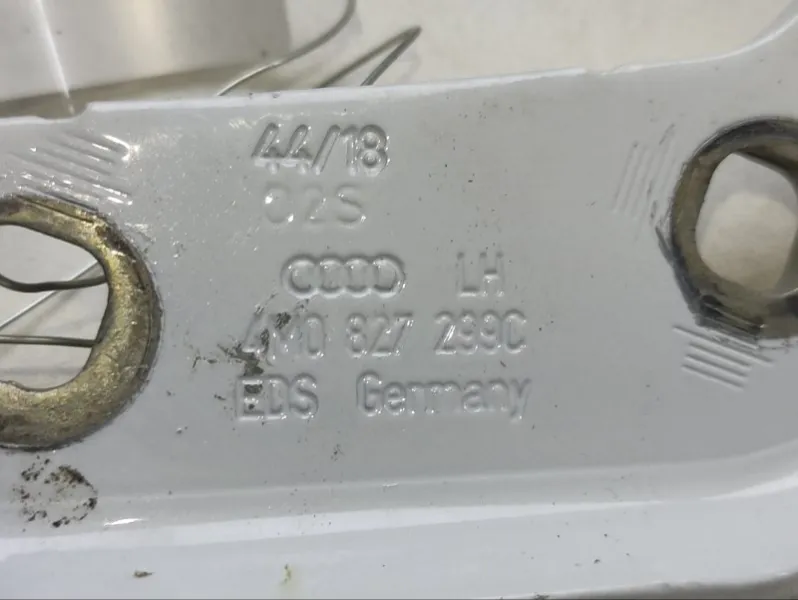 44/18
02S
LH
4M0 827 299C
EDS Germany